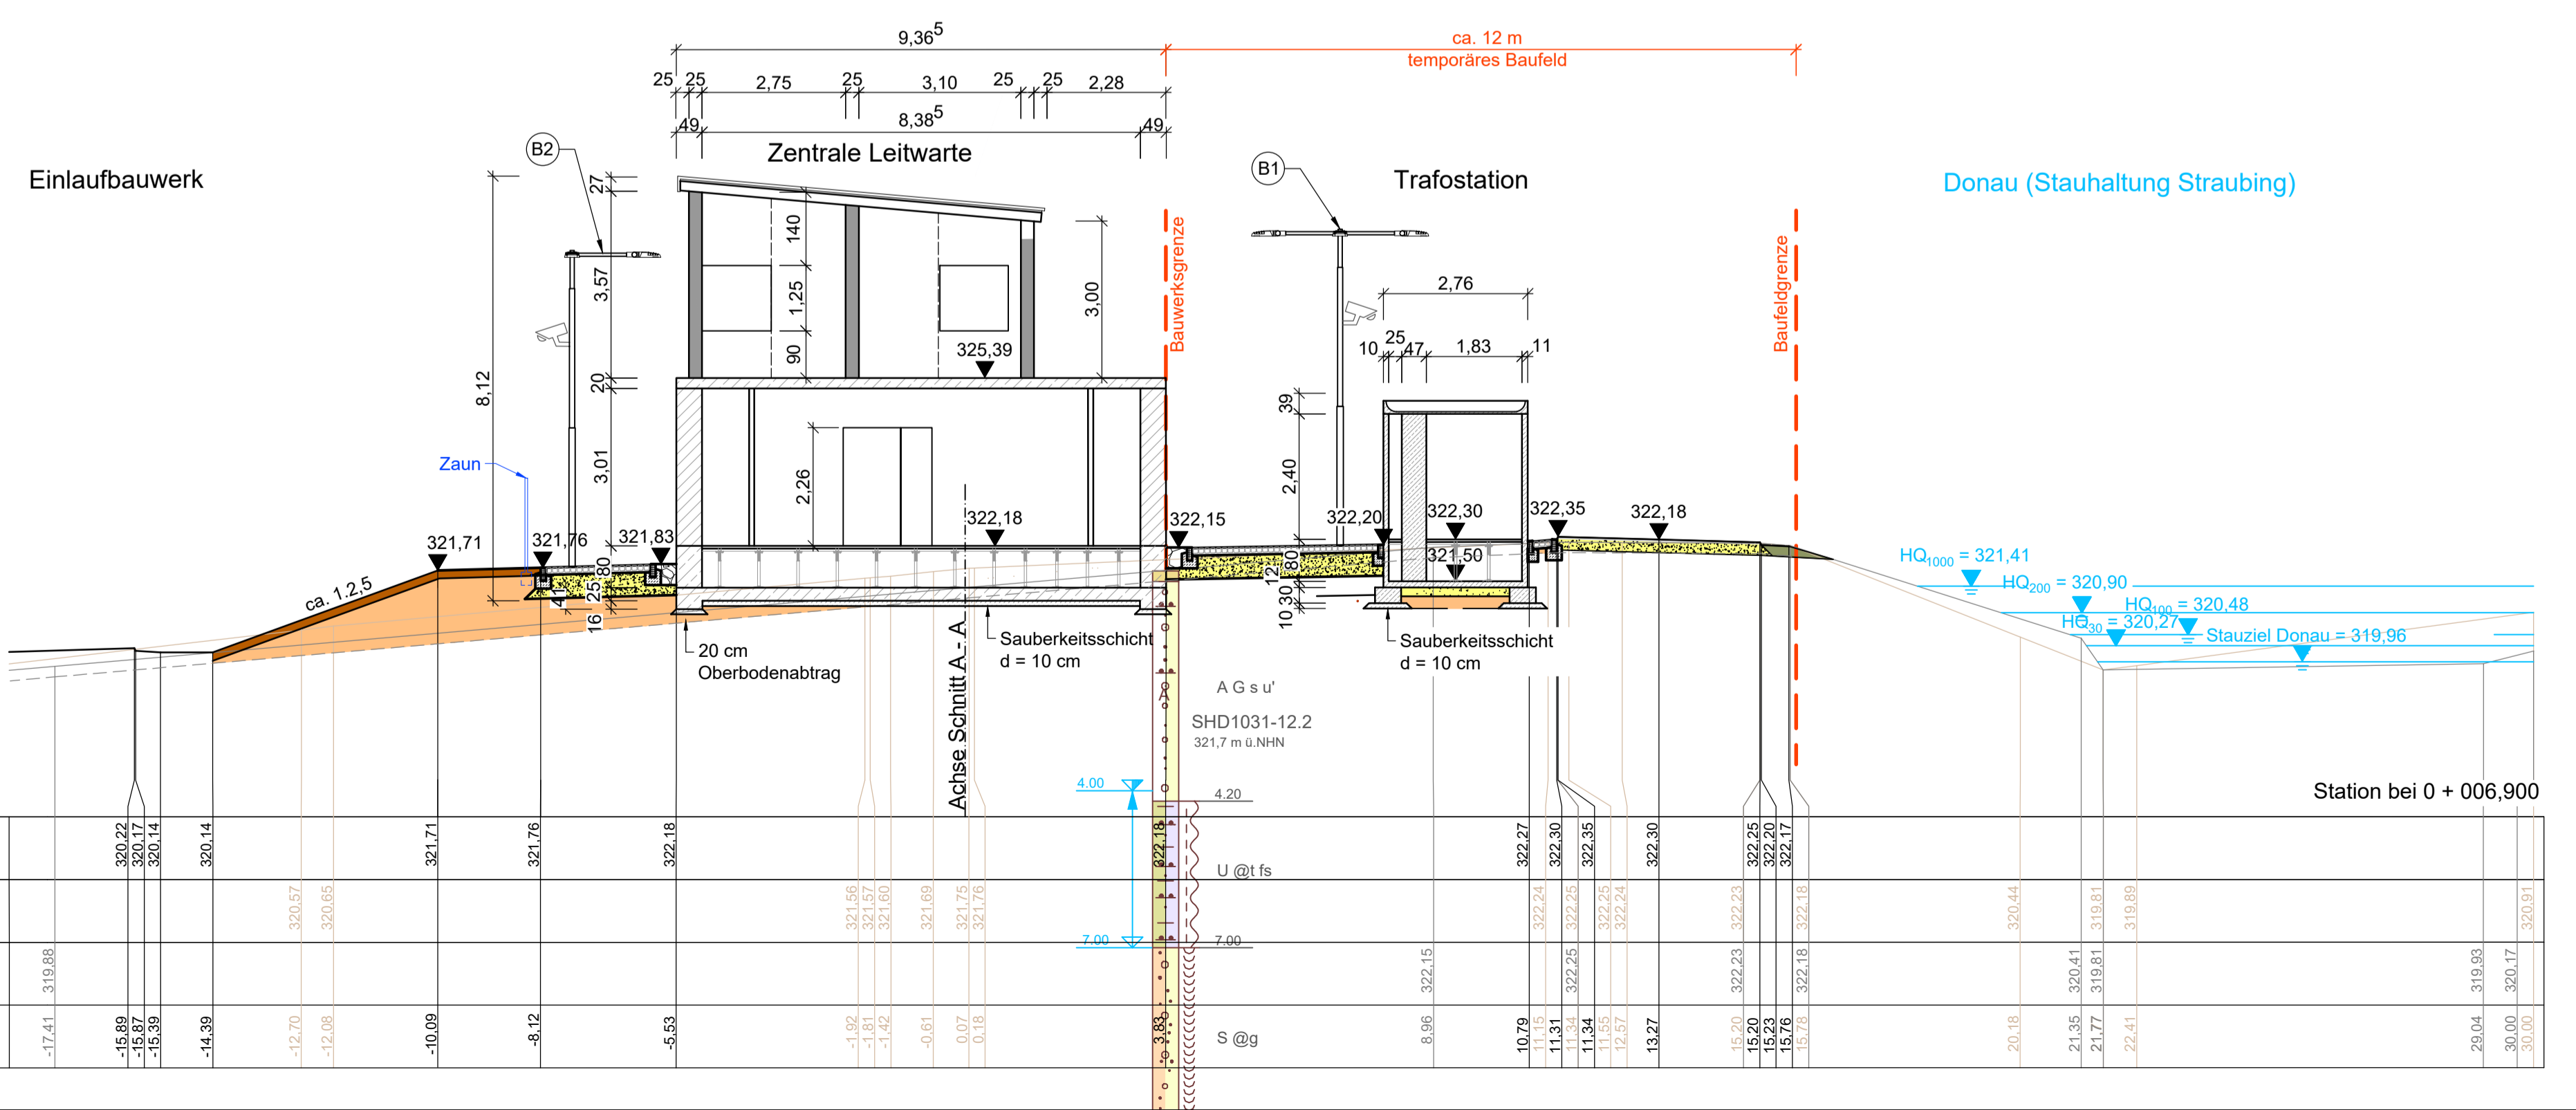 9,36⁵
ca. 12 m
temporäres Baufeld
25 25 2,75 25 3,10 25 25 2,28
49 8,38⁵ 49
Zentrale Leitwarte
Einlaufbauwerk
B2
B1
Trafostation
Donau (Stauhaltung Straubing)
27
3,57
20
3,01
80
25
41
16
8,12
140
1,25
90
3,00
325,39
2,26
322,18
Bauwerksgrenze
Baufeldgrenze
2,76
10 25 47 1,83 11
39
2,40
80
12
30
10
Zaun
ca. 1.2,5
321,71
321,76
321,83
322,15
322,20
322,30
321,50
322,35
322,18
HQ1000 = 321,41
HQ200 = 320,90
HQ100 = 320,48
HQ30 = 320,27
Stauziel Donau = 319,96
20 cm
Oberbodenabtrag
Achse Schnitt A - A
Sauberkeitsschicht
d = 10 cm
Sauberkeitsschicht
d = 10 cm
A
A G s u'
SHD1031-12.2
321,7 m ü.NHN
4.00
4.20
U @t fs
7.00
7.00
S @g
Station bei 0 + 006,900
320,22 320,17 320,14 320,14 321,71 321,76 322,18 322,18 322,27 322,30 322,35 322,30 322,25 322,20 322,17
320,57 320,65 321,56 321,57 321,60 321,69 321,75 321,76 322,24 322,25 322,25 322,24 322,23 322,18 320,44 319,81 319,89 320,91
319,88 322,15 322,25 322,23 322,18 320,41 319,81 319,93 320,17
-17,41 -15,89 -15,87 -15,39 -14,39 -12,70 -12,08 -10,09 -8,12 -5,53 -1,92 -1,81 -1,42 -0,61 0,07 0,18 3,83 8,96 10,79 11,15 11,31 11,34 11,34 11,55 12,57 13,27 15,20 15,20 15,23 15,76 15,78 20,18 21,35 21,77 22,41 29,04 30,00 30,00